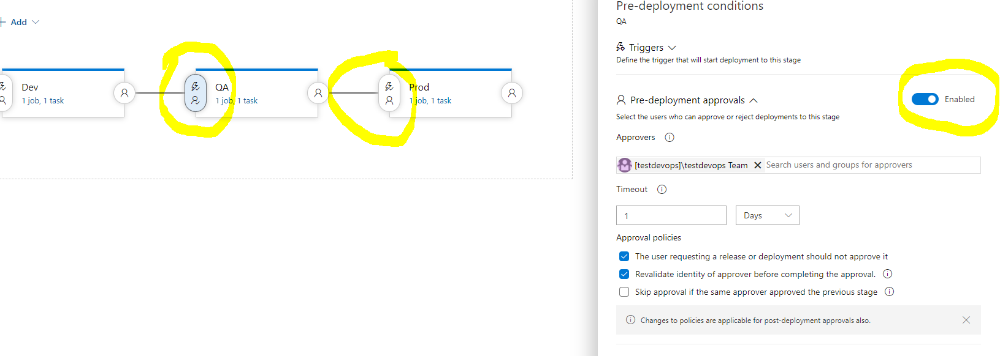 Add
Dev
1 job, 1 task
QA
1 job, 1 task
Prod
1 job, 1 task
Pre-deployment conditions
QA
Triggers
Define the trigger that will start deployment to this stage
Pre-deployment approvals
Enabled
Select the users who can approve or reject deployments to this stage
Approvers
[testdevops]\testdevops Team Search users and groups for approvers
Timeout
1 Days
Approval policies
The user requesting a release or deployment should not approve it
Revalidate identity of approver before completing the approval.
Skip approval if the same approver approved the previous stage
Changes to policies are applicable for post-deployment approvals also.